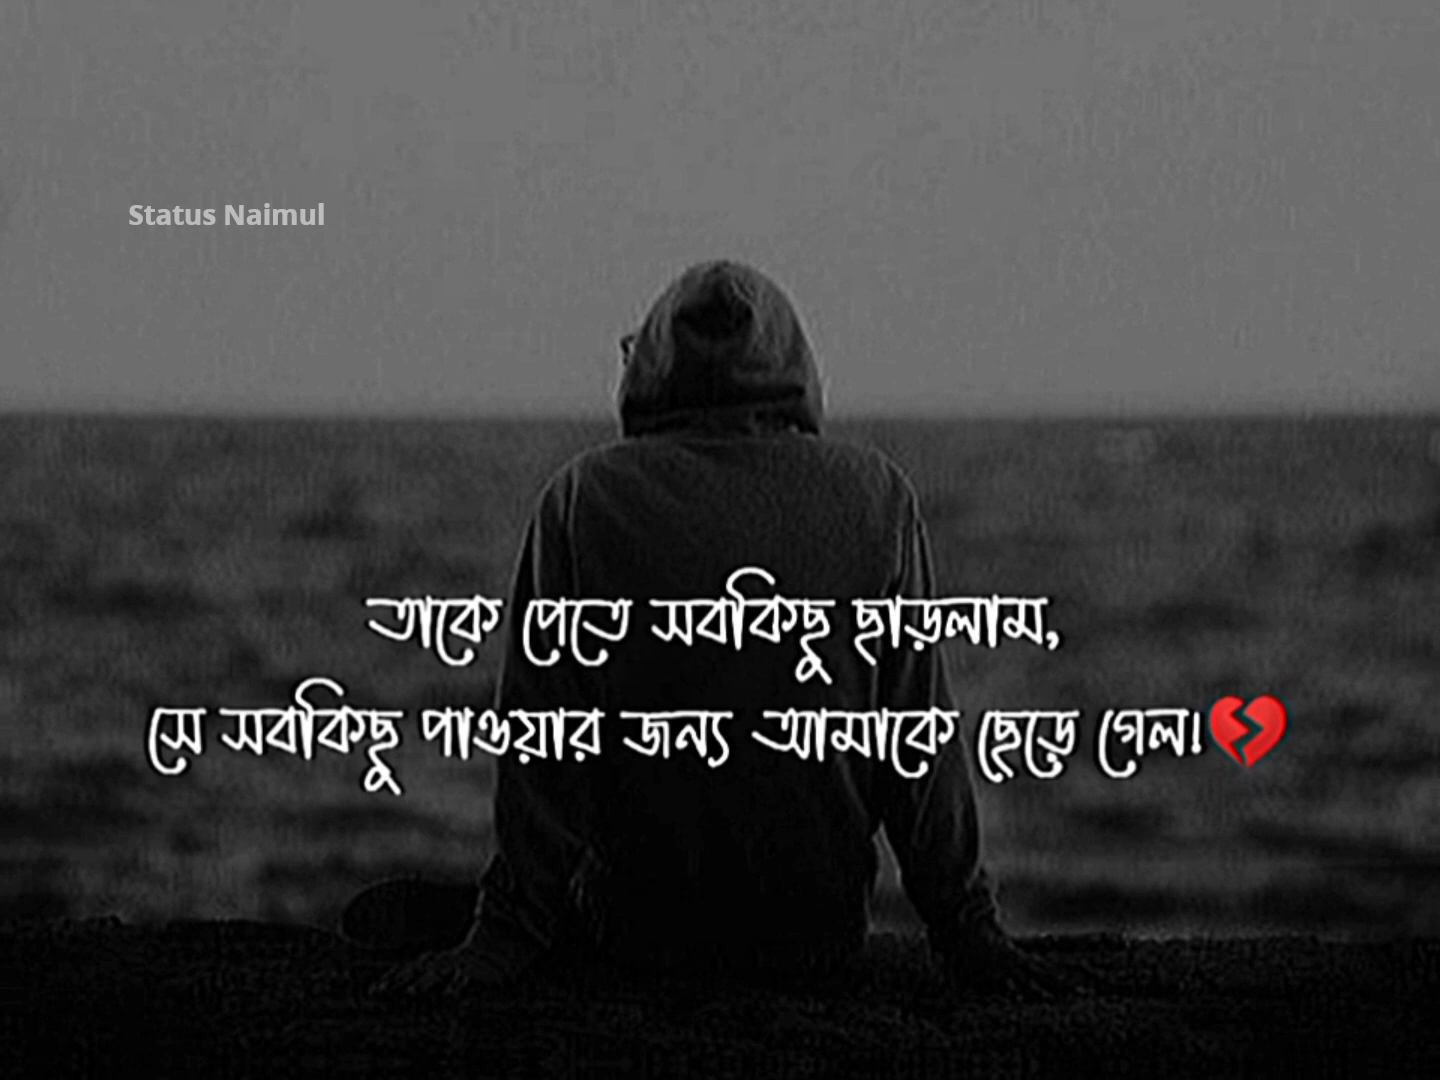 Status Naimul
তাকে পেতে সবকিছু ছাড়লাম,
সে সবকিছু পাওয়ার জন্য আমাকে ছেড়ে গেল।💔